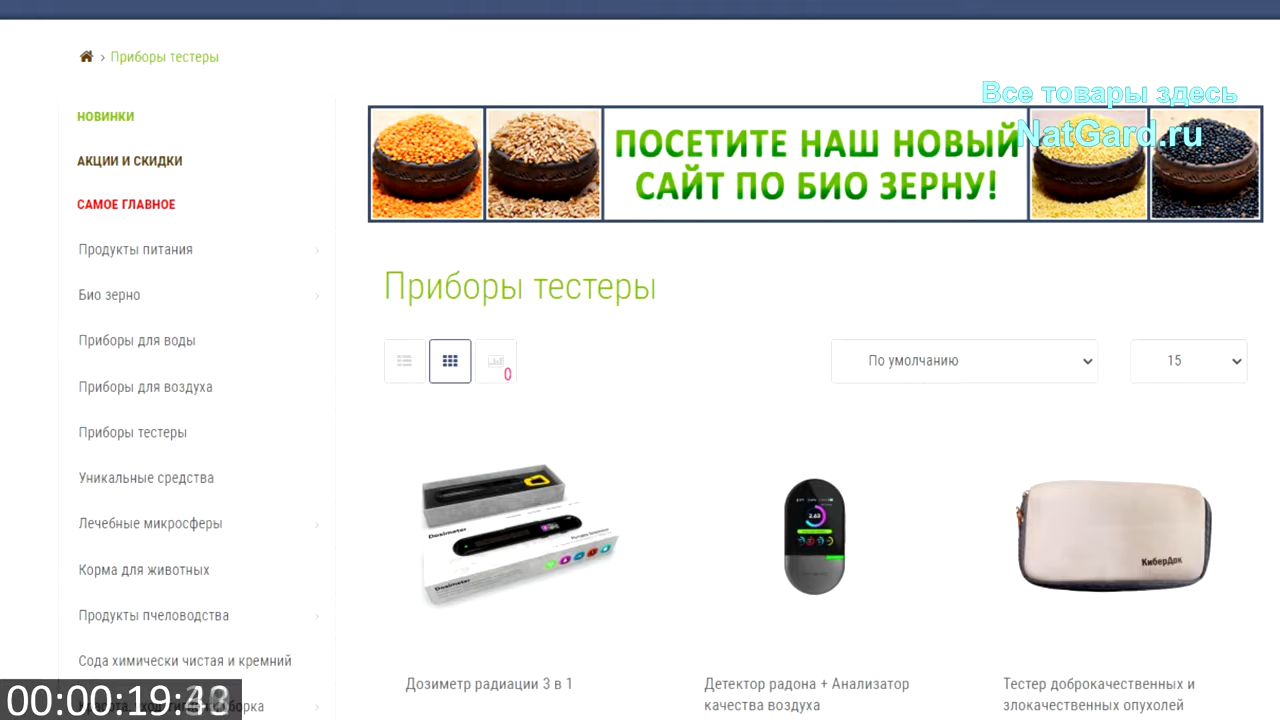 Приборы тестеры
Все товары здесь
NatGard.ru
ПОСЕТИТЕ НАШ НОВЫЙ
САЙТ ПО БИО ЗЕРНУ!
НОВИНКИ
АКЦИИ И СКИДКИ
САМОЕ ГЛАВНОЕ
Продукты питания
Био зерно
Приборы для воды
Приборы для воздуха
Приборы тестеры
Уникальные средства
Лечебные микросферы
Корма для животных
Продукты пчеловодства
Сода химически чистая и кремний
Приборы тестеры
0
По умолчанию
15
Dosimeter
Dosimeter
2.63
КиберДок
Дозиметр радиации 3 в 1
Детектор радона + Анализатор
качества воздуха
Тестер доброкачественных и
злокачественных опухолей